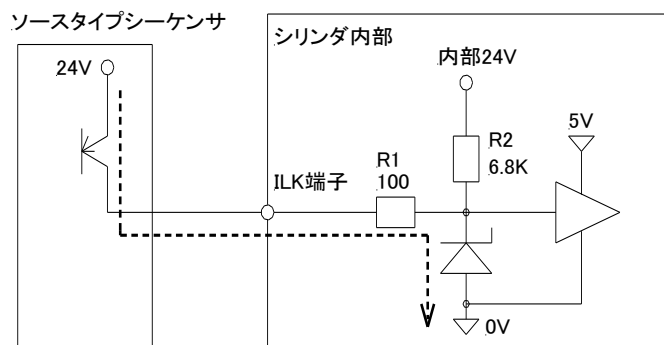 ソースタイプシーケンサ
シリンダ内部
24V
内部24V
5V
R2
6.8K
R1
100
ILK端子
0V